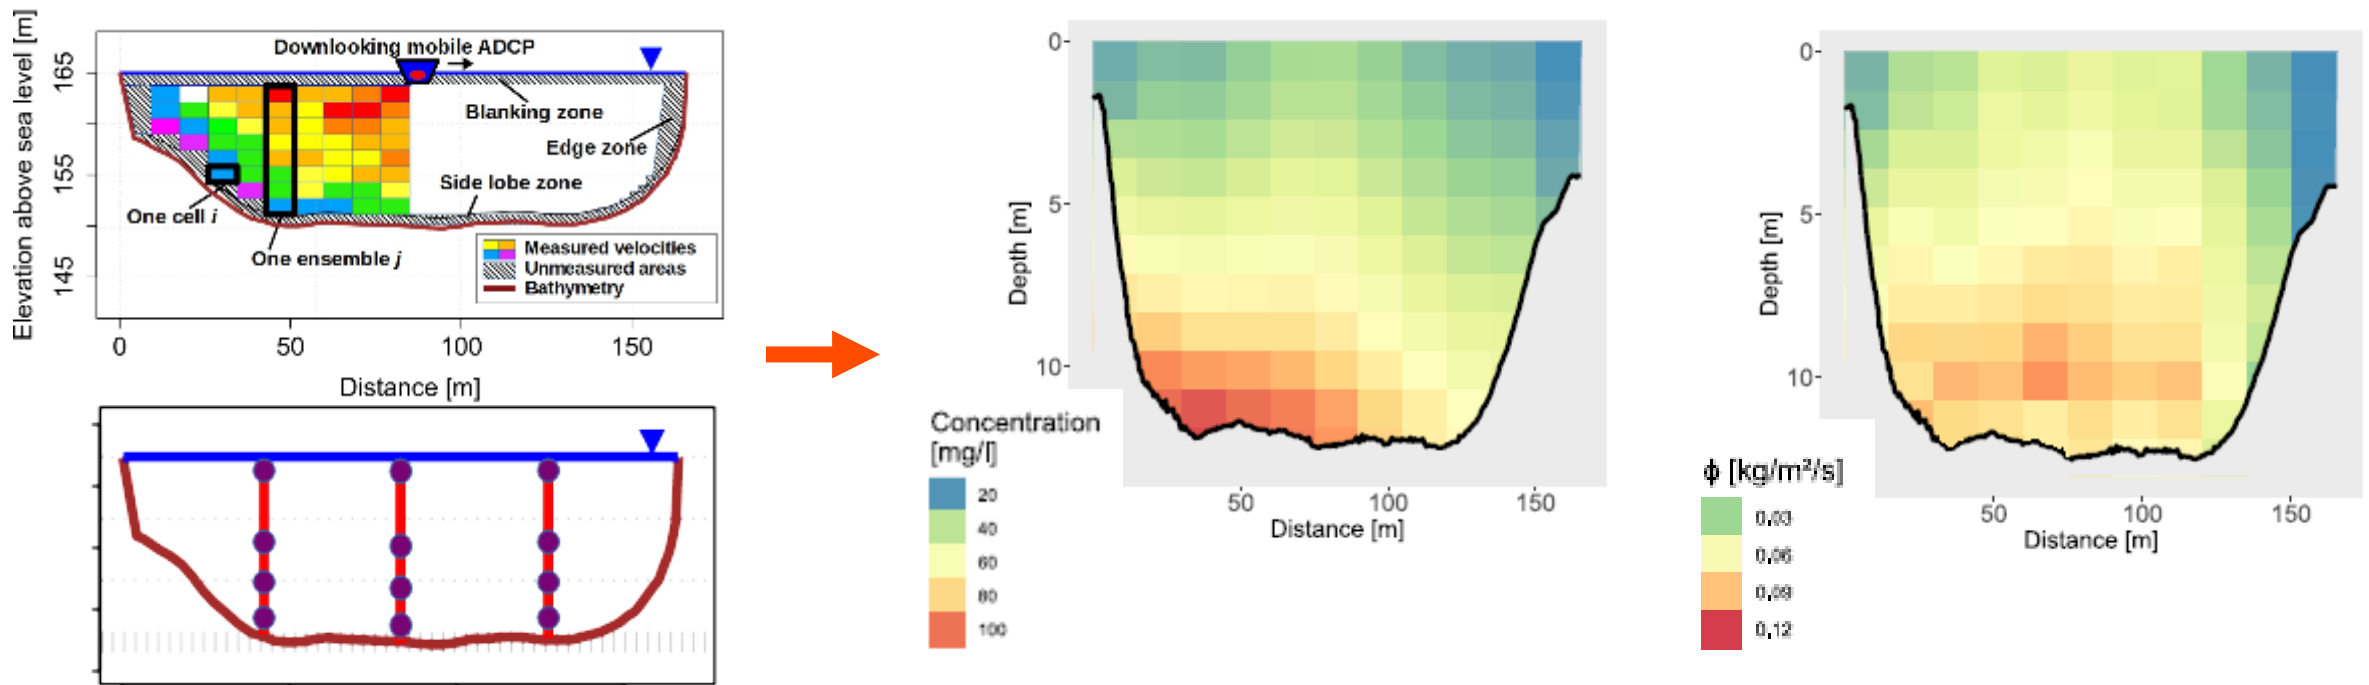 Elevation above sea level [m]
165
155
145
Downlooking mobile ADCP
Blanking zone
Edge zone
Side lobe zone
One cell i
One ensemble j
Measured velocities
Unmeasured areas
Bathymetry
0
50
100
150
Distance [m]
0
5
10
Depth [m]
50
100
150
Distance [m]
Concentration
[mg/l]
20
40
60
80
100
0
5
10
Depth [m]
50
100
150
Distance [m]
ϕ [kg/m²/s]
0.03
0.06
0.09
0.12